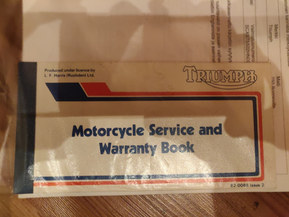 Produced under licence by
L. F. Harris (Rushden) Ltd.
TRIUMPH
Motorcycle Service and
Warranty Book